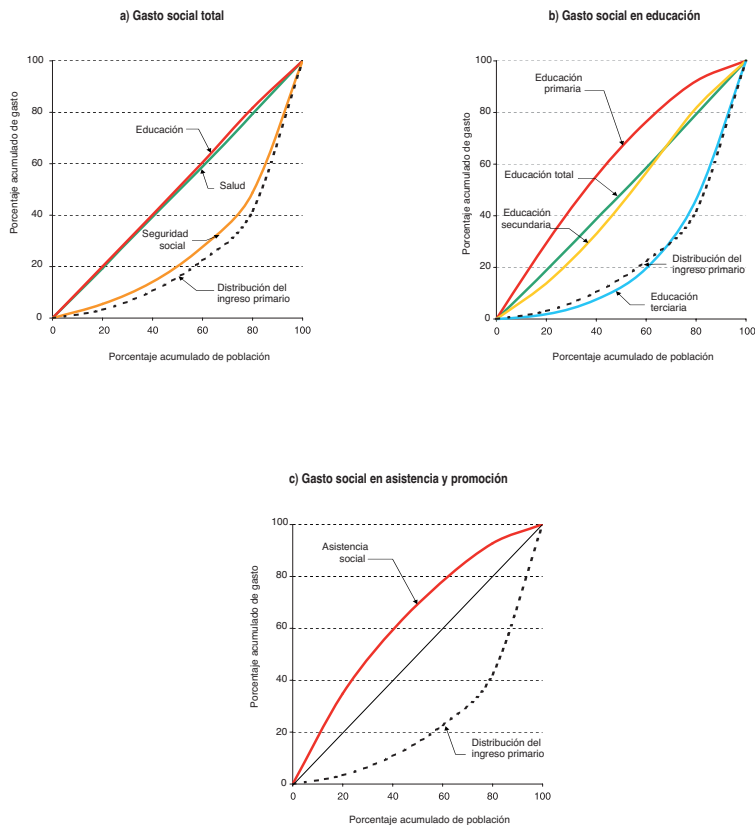 a) Gasto social total
Porcentaje acumulado de gasto
100
80
60
40
20
0
Educación
Salud
Seguridad
social
Distribución del
ingreso primario
0 20 40 60 80 100
Porcentaje acumulado de población
b) Gasto social en educación
Porcentaje acumulado de gasto
100
80
60
40
20
0
Educación
primaria
Educación total
Educación
secundaria
Distribución del
ingreso primario
Educación
terciaria
0 20 40 60 80 100
Porcentaje acumulado de población
c) Gasto social en asistencia y promoción
Porcentaje acumulado de gasto
100
80
60
40
20
0
Asistencia
social
Distribución del
ingreso primario
0 20 40 60 80 100
Porcentaje acumulado de población